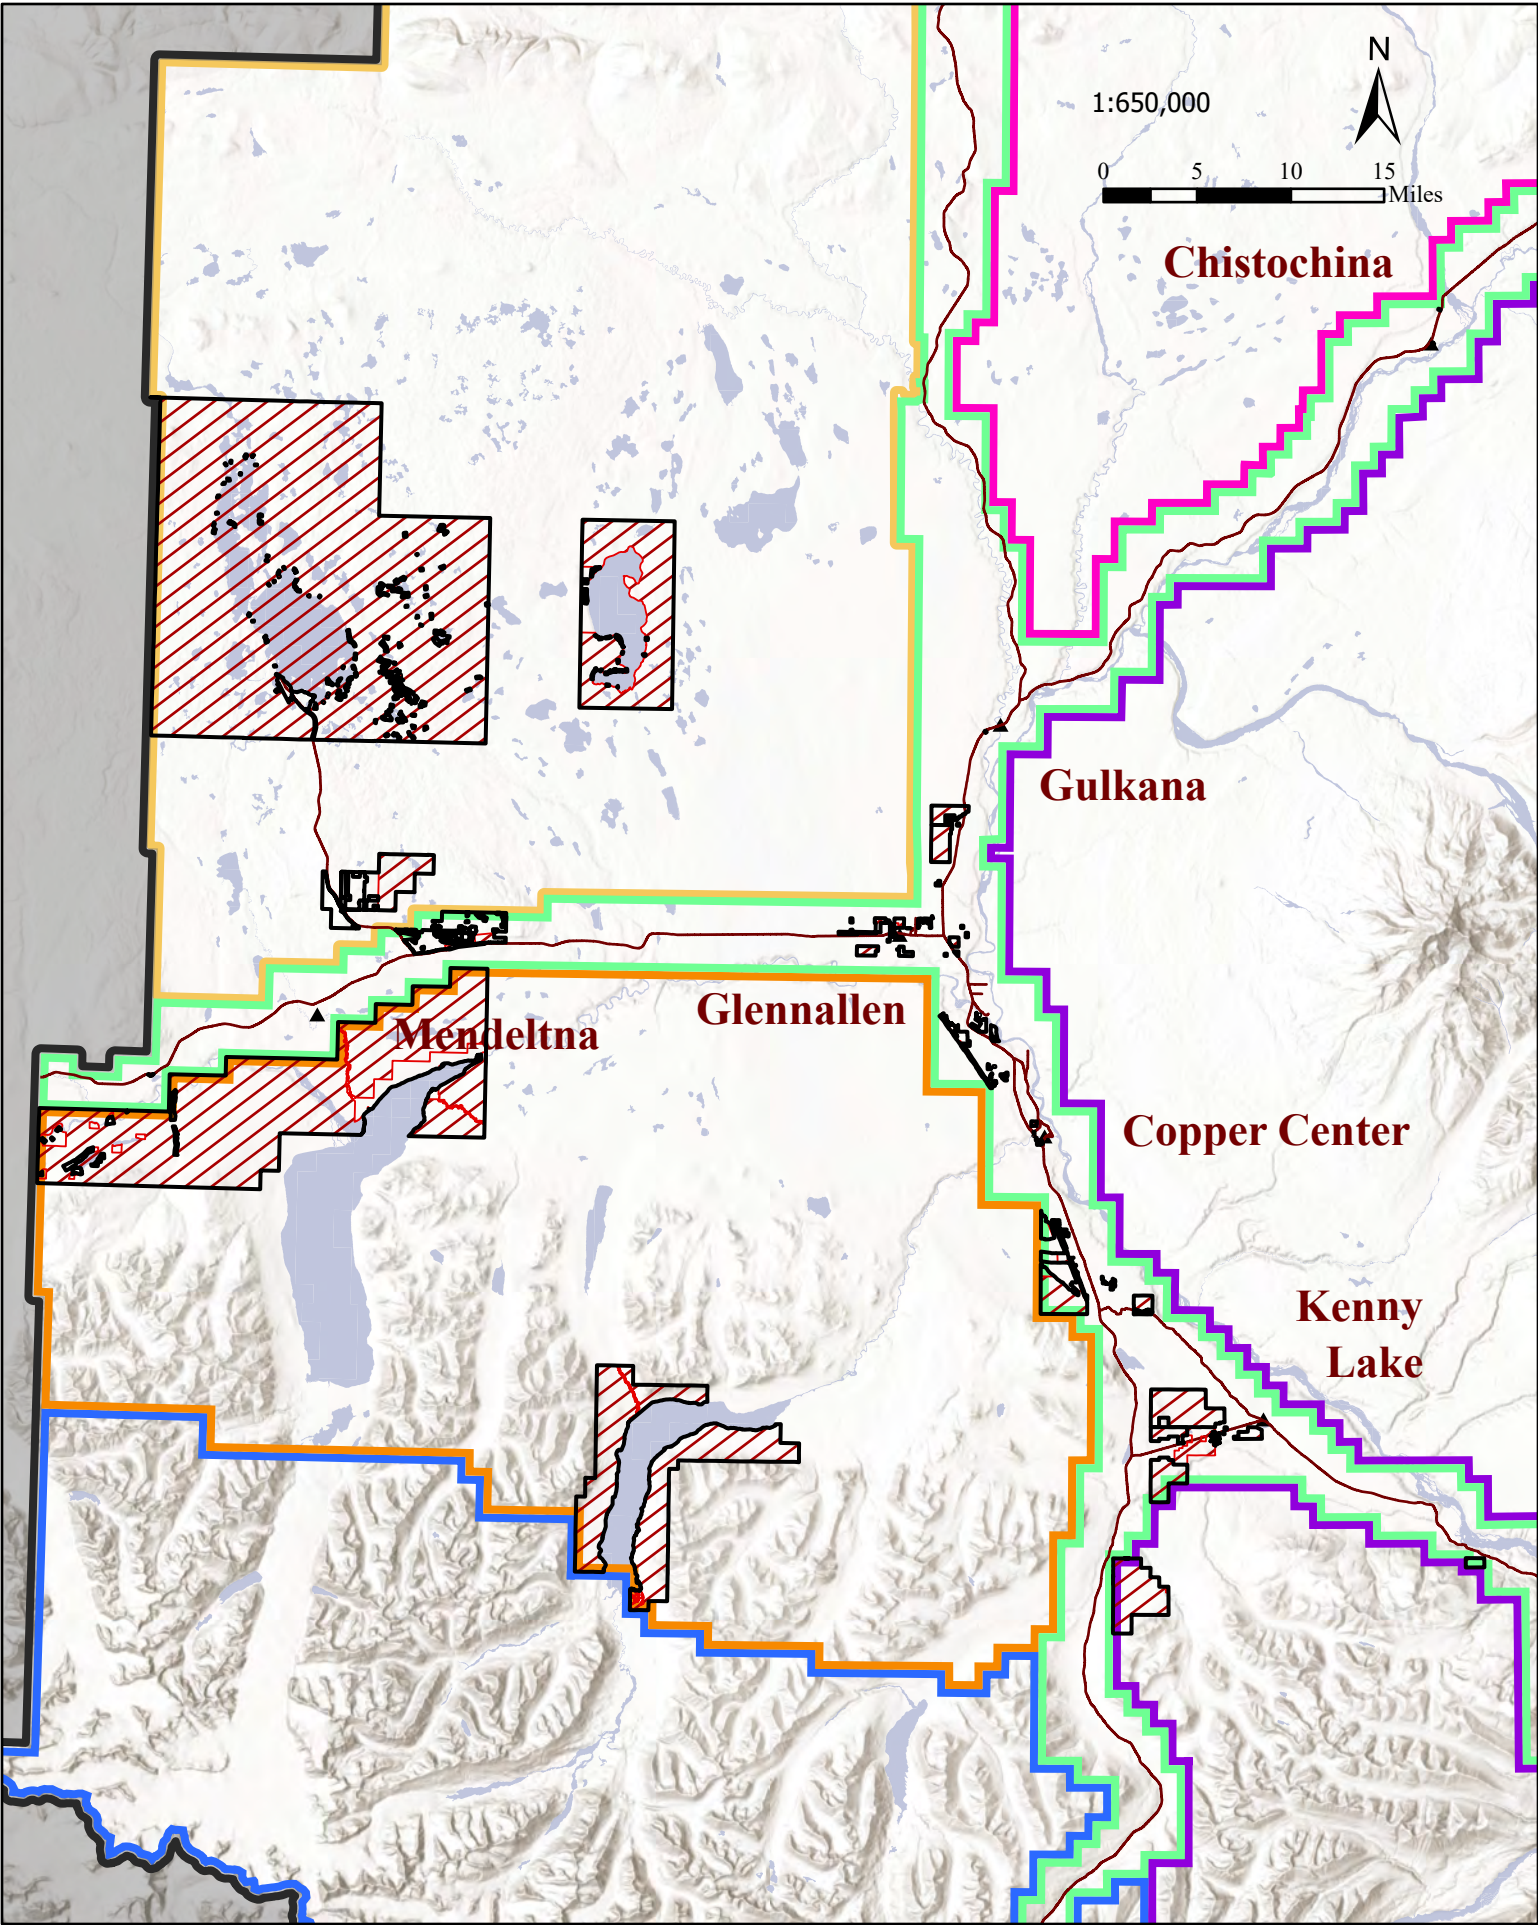 N
1:650,000
0 5 10 15
Miles
Chistochina
Gulkana
Glennallen
Mendeltna
Copper Center
Kenny
Lake